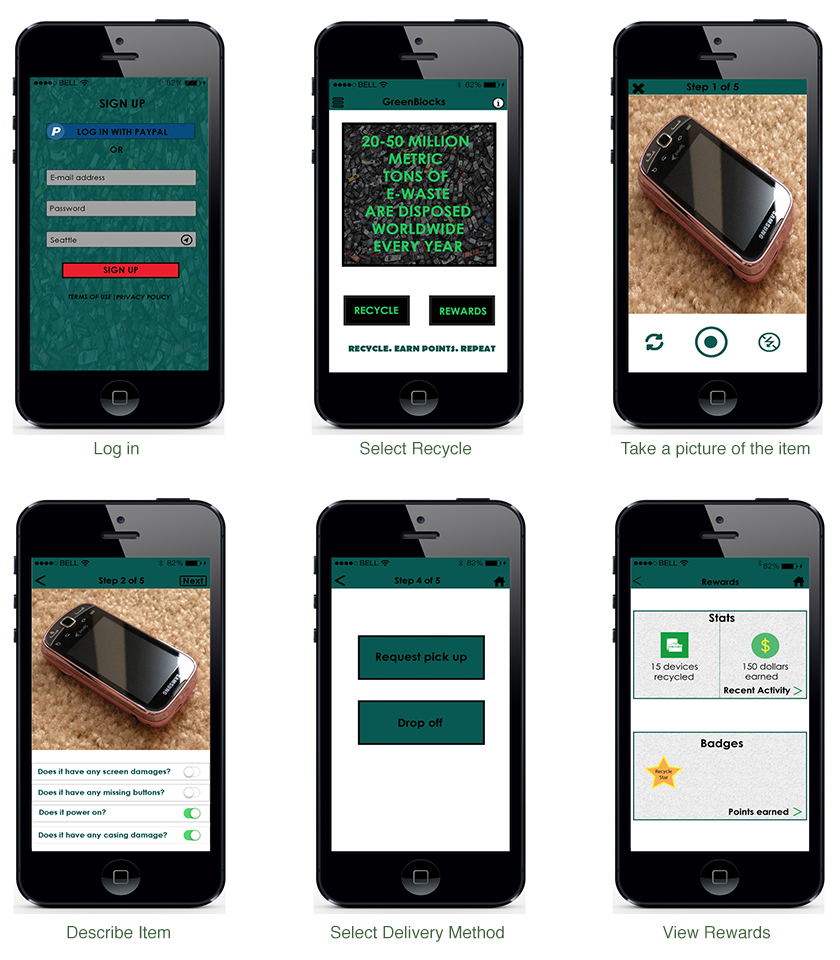 BELL 82%
SIGN UP
P LOG IN WITH PAYPAL
OR
E-mail address
Password
Seattle
SIGN UP
TERMS OF USE | PRIVACY POLICY
Log in
BELL 82%
GreenBlocks
20-50 MILLION
METRIC
TONS OF
E-WASTE
ARE DISPOSED
WORLDWIDE
EVERY YEAR
RECYCLE REWARDS
RECYCLE. EARN POINTS. REPEAT
Select Recycle
Step 1 of 5
SAMSUNG
Take a picture of the item
BELL 82%
< Step 2 of 5 Next
SAMSUNG
Does it have any screen damages?
Does it have any missing buttons?
Does it power on?
Does it have any casing damage?
Describe Item
BELL 82%
< Step 4 of 5
Request pick up
Drop off
Select Delivery Method
BELL 82%
< Rewards
Stats
$
15 devices
recycled
150 dollars
earned
Recent Activity >
Badges
Recycle
Star
Points earned >
View Rewards